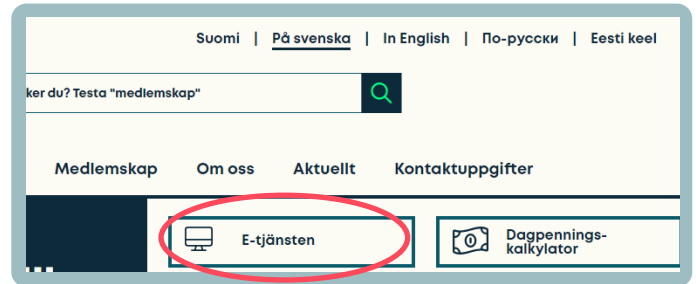 Suomi | På svenska | In English | По-русски | Eesti keel
ker du? Testa "medlemskap"
Medlemskap Om oss Aktuellt Kontaktuppgifter
E-tjänsten
Dagpennings-
kalkylator